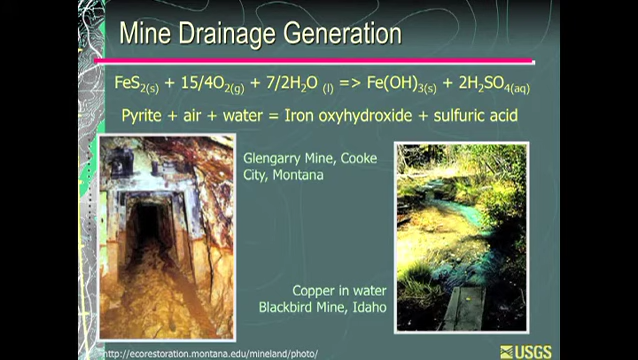 Mine Drainage Generation
FeS2(s) + 15/4O2(g) + 7/2H2O (l) => Fe(OH)3(s) + 2H2SO4(aq)
Pyrite + air + water = Iron oxyhydroxide + sulfuric acid
Glengarry Mine, Cooke
City, Montana
Copper in water
Blackbird Mine, Idaho
http://ecorestoration.montana.edu/mineland/photo/
USGS